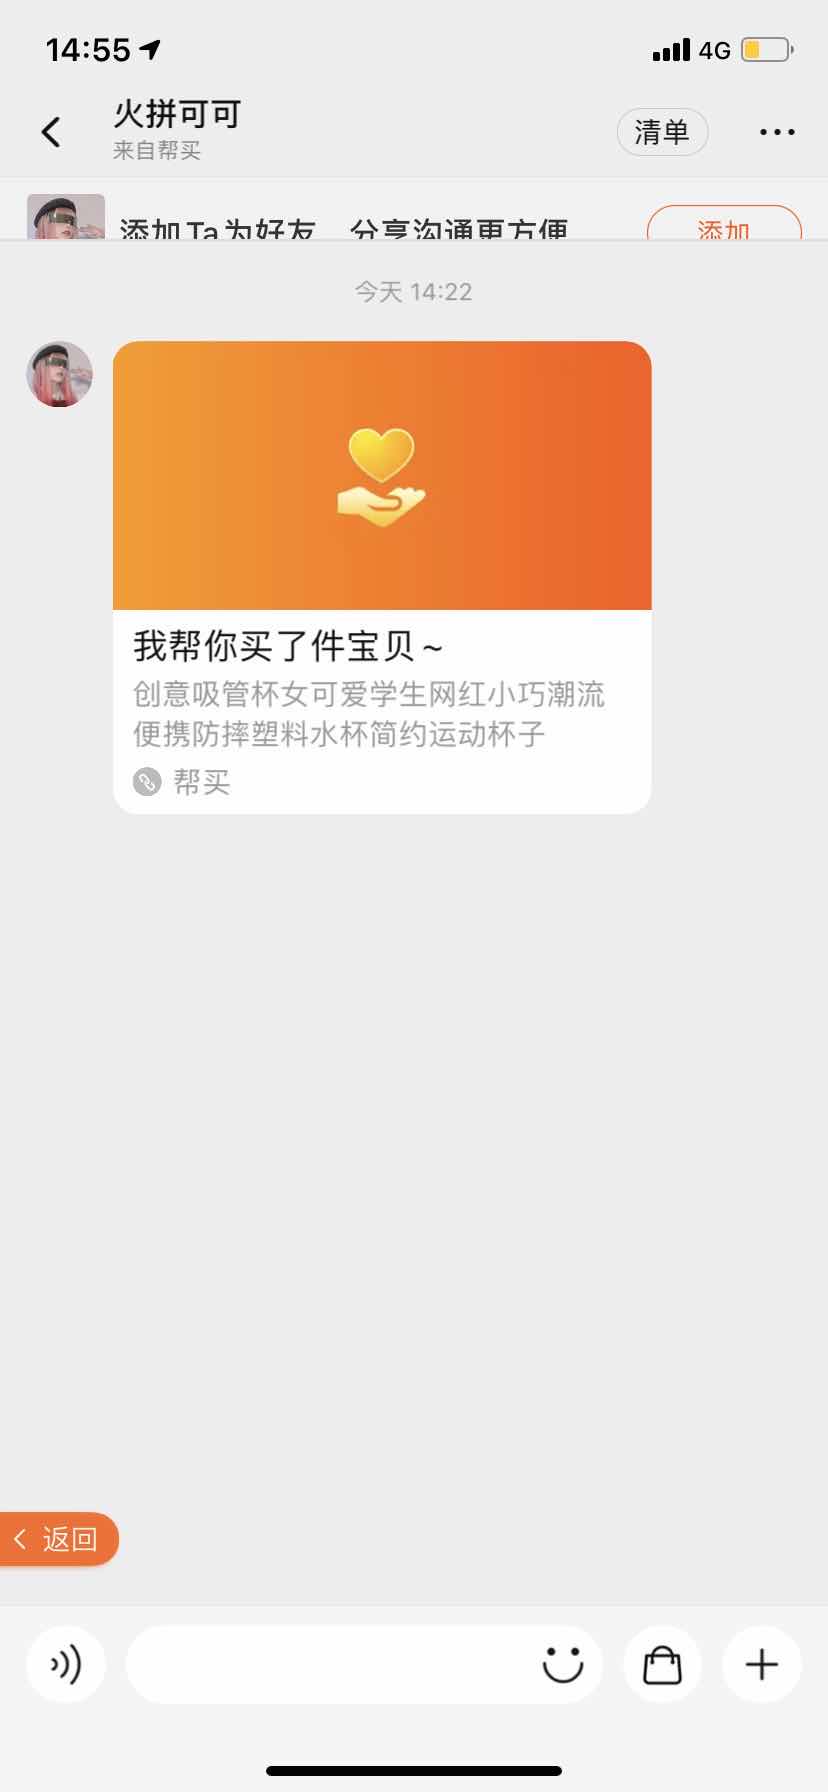 14:55
4G
火拼可可
来自帮买
清单
添加Ta为好友，分享沟通更方便
添加
今天 14:22
我帮你买了件宝贝~
创意吸管杯女可爱学生网红小巧潮流
便携防摔塑料水杯简约运动杯子
帮买
返回